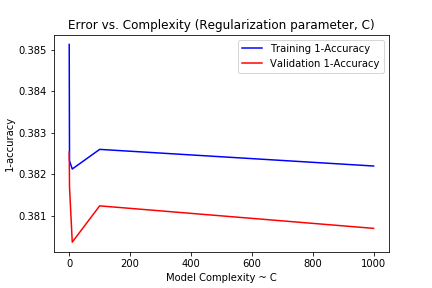 Error vs. Complexity (Regularization parameter, C)
Training 1-Accuracy
Validation 1-Accuracy
1-accuracy
0.385
0.384
0.383
0.382
0.381
0 200 400 600 800 1000
Model Complexity ~ C